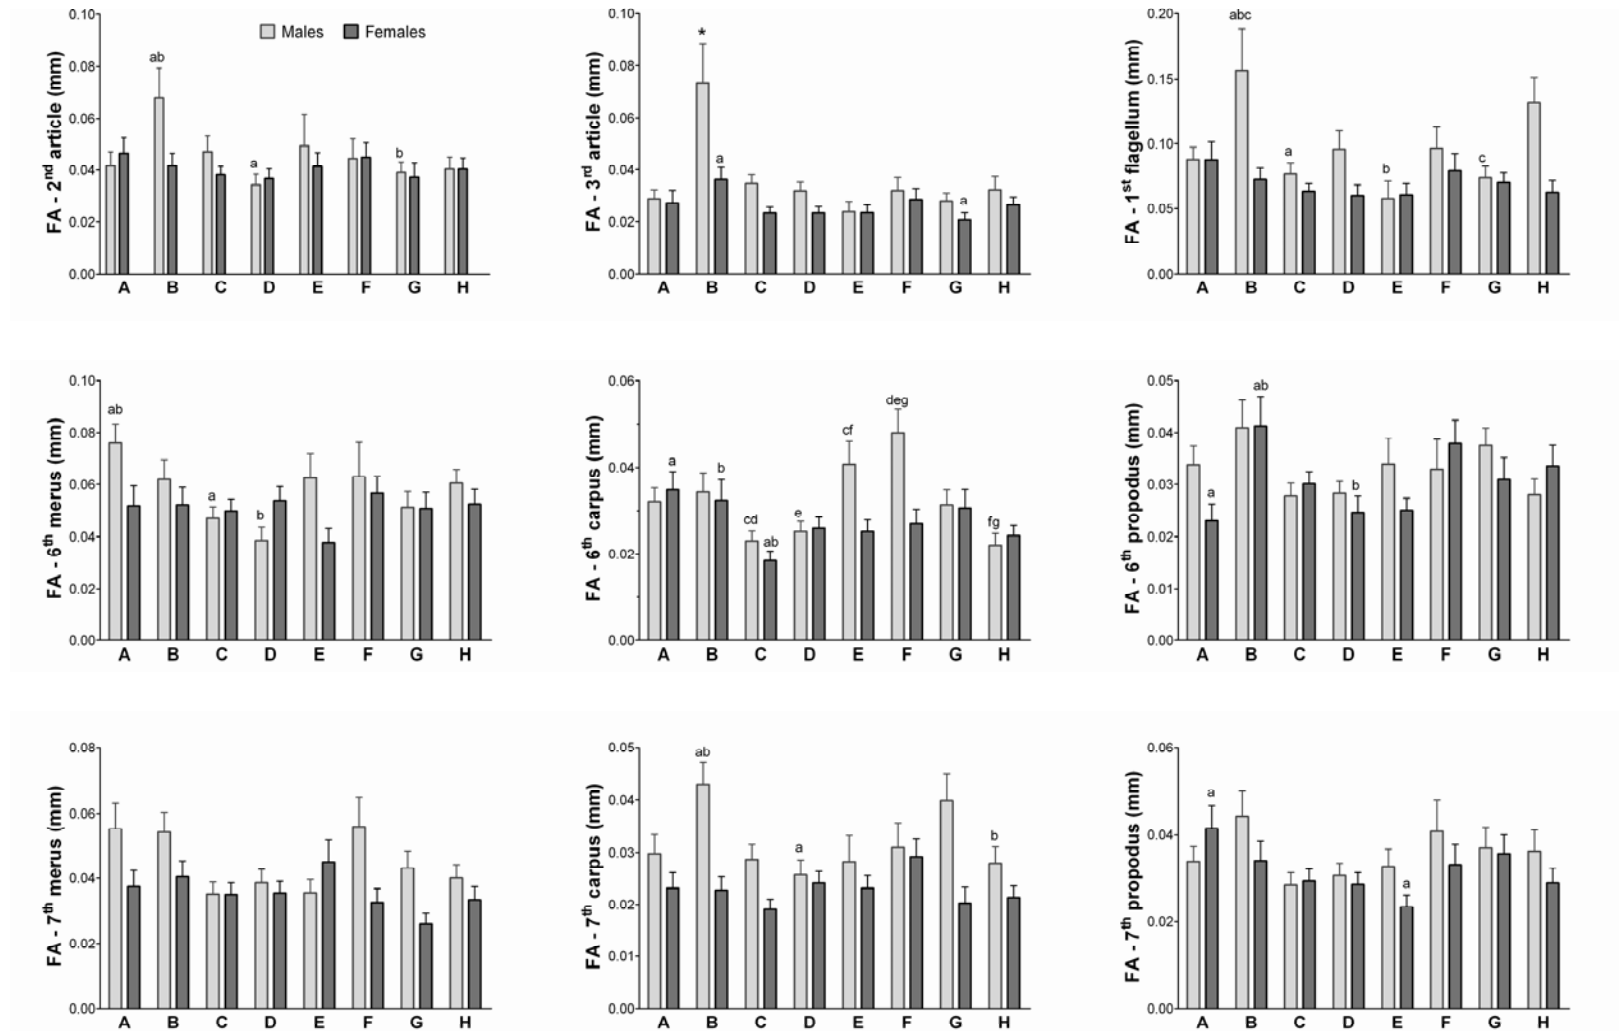 Males Females
FA - 2nd article (mm)
0.10
0.08
0.06
0.04
0.02
0.00
ab
a
b
A B C D E F G H
FA - 3rd article (mm)
0.10
0.08
0.06
0.04
0.02
0.00
*
a
a
A B C D E F G H
FA - 1st flagellum (mm)
0.20
0.15
0.10
0.05
0.00
abc
a
b
c
A B C D E F G H
FA - 6th merus (mm)
0.10
0.08
0.06
0.04
0.02
0.00
ab
a
b
A B C D E F G H
FA - 6th carpus (mm)
0.06
0.04
0.02
0.00
a
b
cd
ab
e
cf
deg
fg
A B C D E F G H
FA - 6th propodus (mm)
0.05
0.04
0.03
0.02
0.01
0.00
a
ab
b
A B C D E F G H
FA - 7th merus (mm)
0.08
0.06
0.04
0.02
0.00
A B C D E F G H
FA - 7th carpus (mm)
0.05
0.04
0.03
0.02
0.01
0.00
ab
a
b
A B C D E F G H
FA - 7th propodus (mm)
0.06
0.04
0.02
0.00
a
a
A B C D E F G H